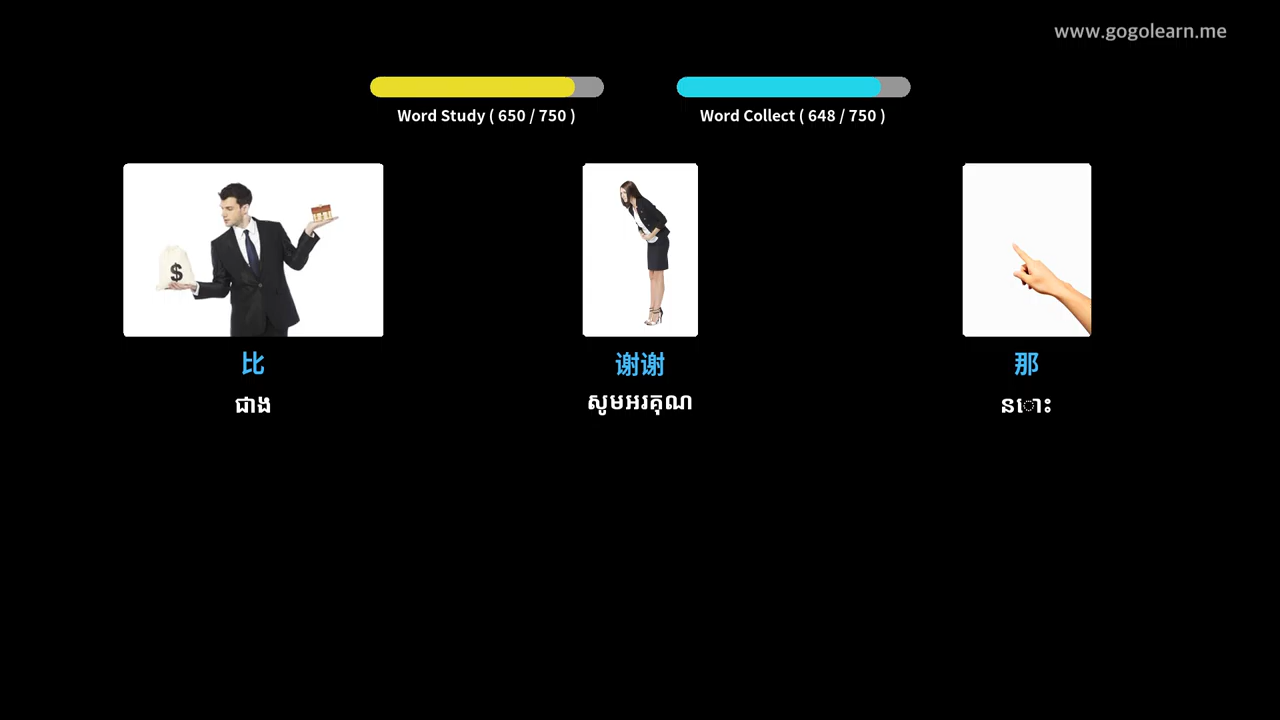 www.gogolearn.me
Word Study ( 650 / 750 )
Word Collect ( 648 / 750 )
$
比
谢谢
那
ជាង
សូមអរគុណ
នោះ